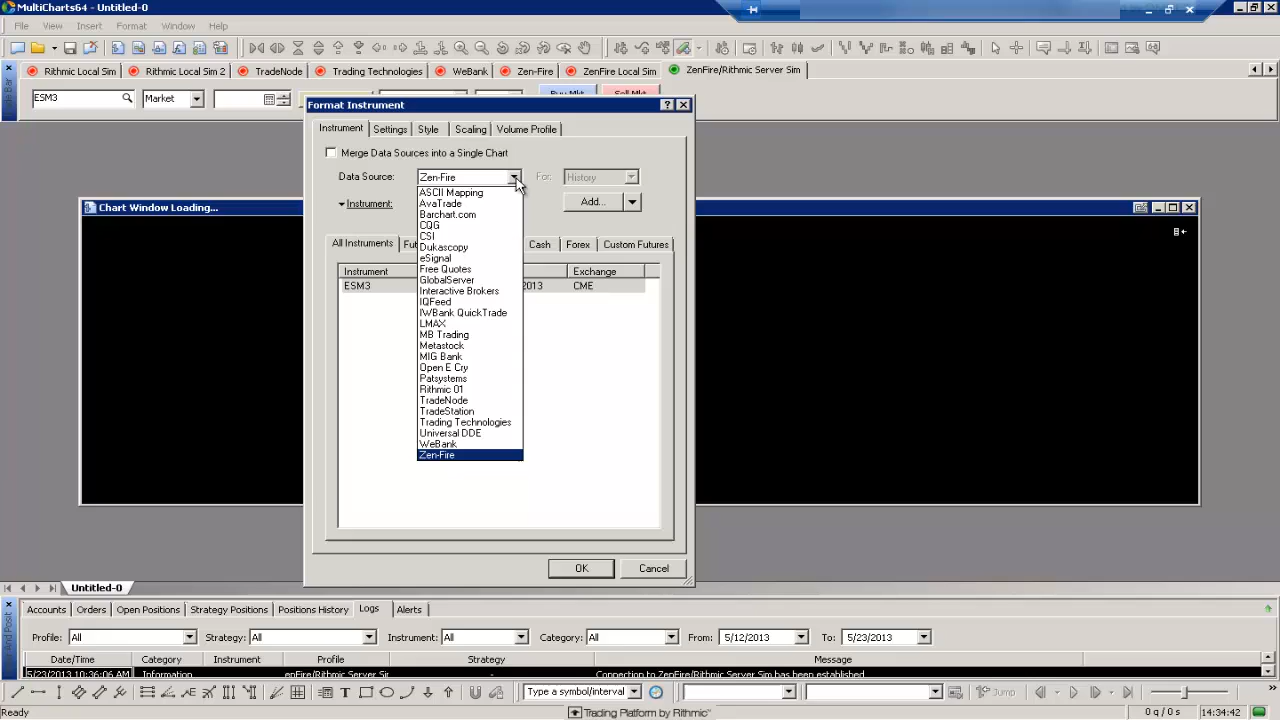 MultiCharts64 - Untitled-0
File View Insert Format Window Help
Rithmic Local Sim Rithmic Local Sim 2 TradeNode Trading Technologies WeBank Zen-Fire ZenFire Local Sim ZenFire/Rithmic Server Sim
ESM3 Market Buy Mkt Sell Mkt
Format Instrument
Instrument Settings Style Scaling Volume Profile
Merge Data Sources into a Single Chart
Data Source: Zen-Fire For: History
Instrument: Add...
All Instruments Cash Forex Custom Futures
Instrument Exchange
ESM3 2013 CME
ASCII Mapping
AvaTrade
Barchart.com
CQG
CSI
Dukascopy
eSignal
Free Quotes
GlobalServer
Interactive Brokers
IQFeed
IWBank QuickTrade
LMAX
MB Trading
Metastock
MIG Bank
Open E Cry
Patsystems
Rithmic 01
TradeNode
TradeStation
Trading Technologies
Universal DDE
WeBank
Zen-Fire
Chart Window Loading...
OK Cancel
Untitled-0
Accounts Orders Open Positions Strategy Positions Positions History Logs Alerts
Profile: All Strategy: All Instrument: All Category: All From: 5/12/2013 To: 5/23/2013
Date/Time Category Instrument Profile Strategy Message
5/23/2013 10:36:06 AM Information enFire/Rithmic Server Sir - Connection to ZenFire/Rithmic Server Sim has been established
Type a symbol/interval Jump
Ready Trading Platform by Rithmic™ 0 q / 0 s 14:34:42